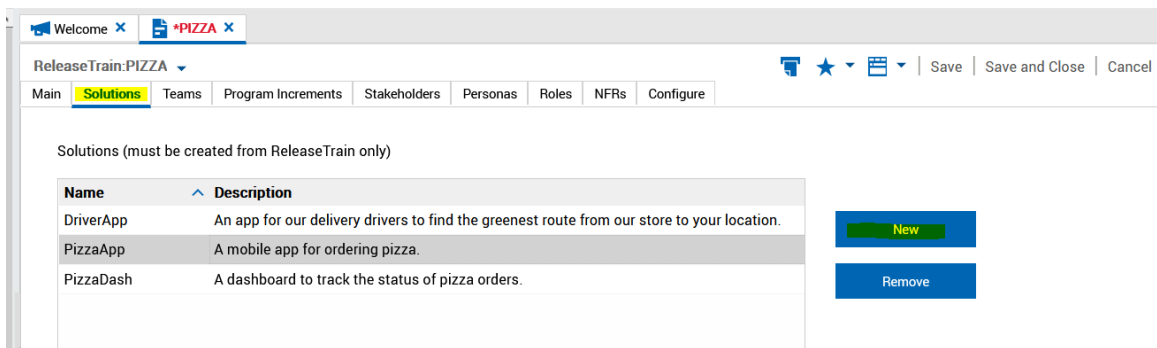 Welcome X *PIZZA X
ReleaseTrain:PIZZA Save Save and Close Cancel
Main Solutions Teams Program Increments Stakeholders Personas Roles NFRs Configure
Solutions (must be created from ReleaseTrain only)
Name Description
DriverApp An app for our delivery drivers to find the greenest route from our store to your location.
New
PizzaApp A mobile app for ordering pizza.
PizzaDash A dashboard to track the status of pizza orders.
Remove